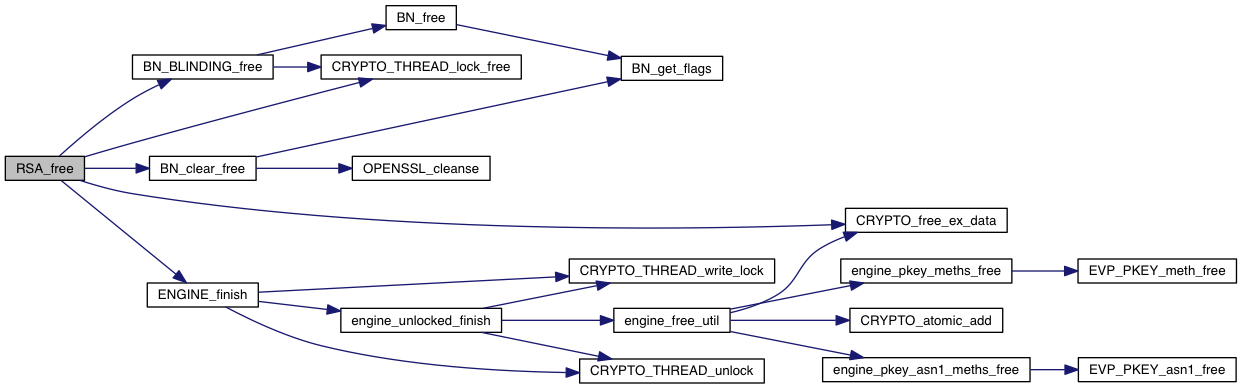 BN_free
BN_BLINDING_free
CRYPTO_THREAD_lock_free
BN_get_flags
RSA_free
BN_clear_free
OPENSSL_cleanse
CRYPTO_free_ex_data
CRYPTO_THREAD_write_lock
engine_pkey_meths_free
EVP_PKEY_meth_free
ENGINE_finish
engine_unlocked_finish
engine_free_util
CRYPTO_atomic_add
CRYPTO_THREAD_unlock
engine_pkey_asn1_meths_free
EVP_PKEY_asn1_free